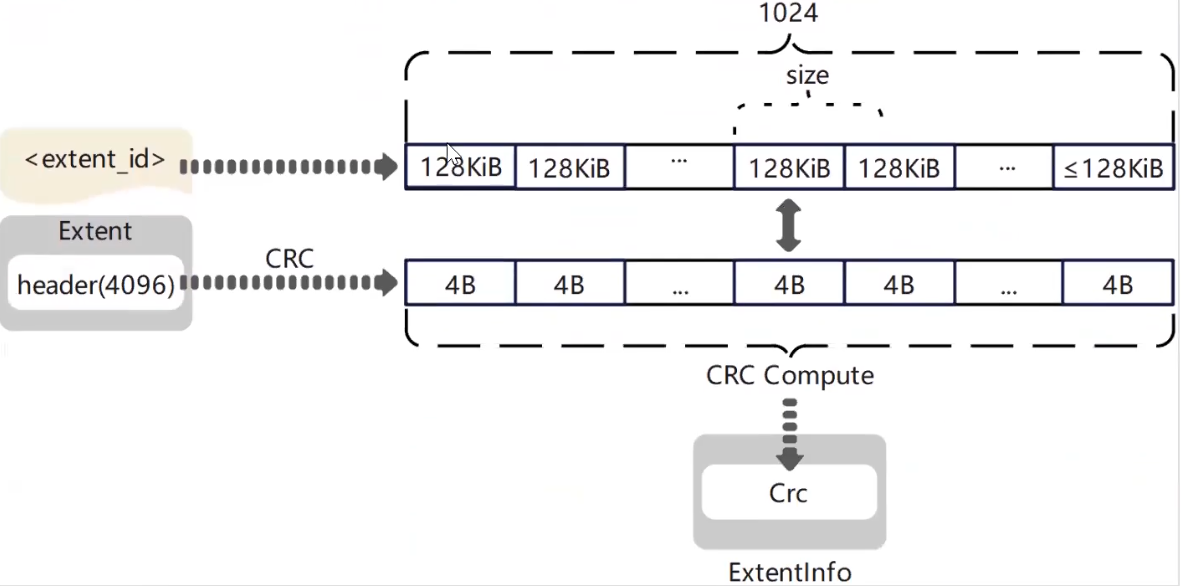 1024
size
<extent_id>
128KiB 128KiB ... 128KiB 128KiB ... ≤128KiB
Extent
header(4096)
CRC
4B 4B ... 4B 4B ... 4B
CRC Compute
Crc
ExtentInfo